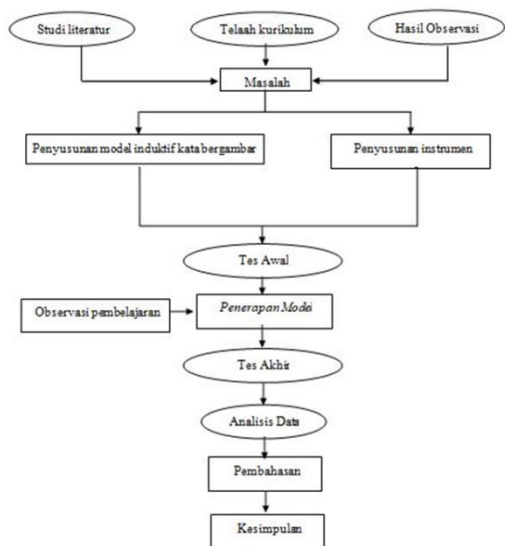 Studi literatur
Telaah kurikulum
Hasil Observasi
Masalah
Penyusunan model induktif kata bergambar
Penyusunan instrumen
Tes Awal
Observasi pembelajaran
Penerapan Model
Tes Akhir
Analisis Data
Pembahasan
Kesimpulan